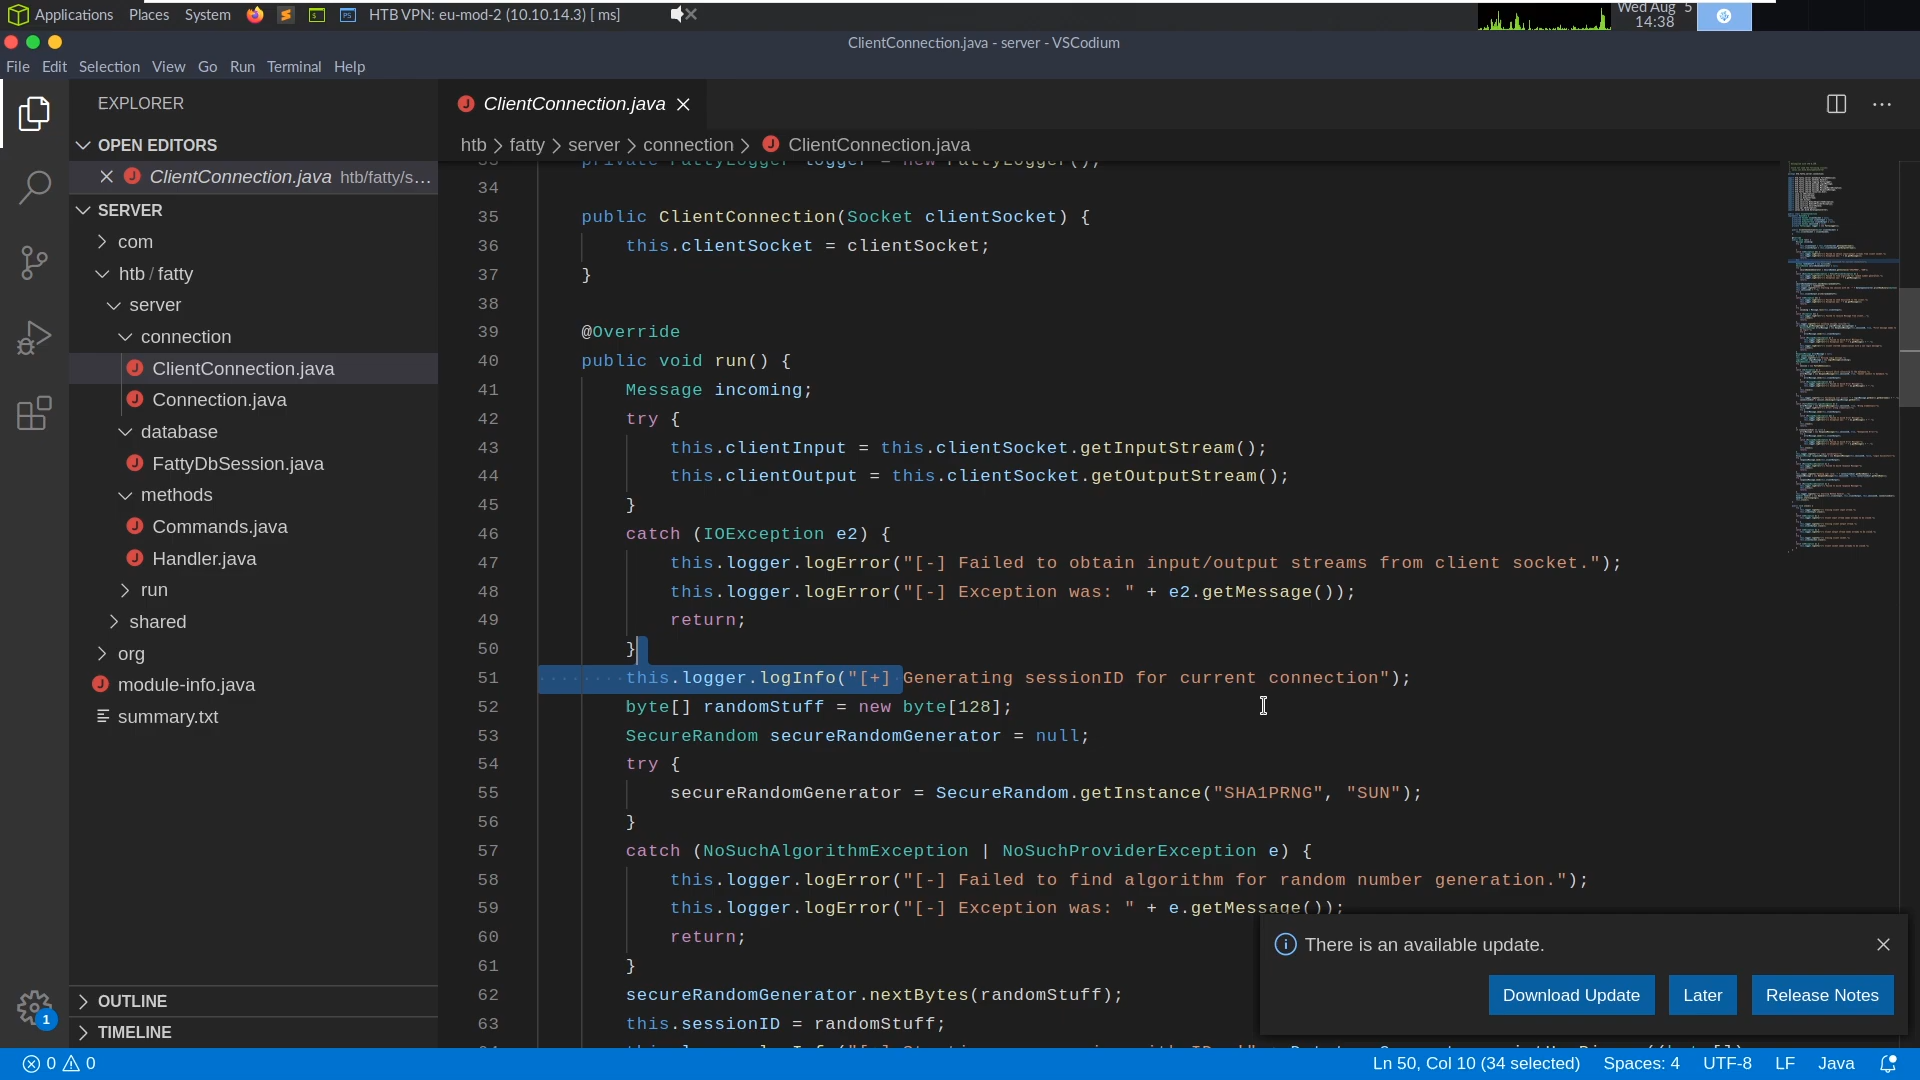 Applications Places System HTB VPN: eu-mod-2 (10.10.14.3) [ ms] Wed Aug 5
14:38
ClientConnection.java - server - VSCodium
File Edit Selection View Go Run Terminal Help
EXPLORER
OPEN EDITORS
ClientConnection.java htb/fatty/s…
SERVER
com
htb / fatty
server
connection
ClientConnection.java
Connection.java
database
FattyDbSession.java
methods
Commands.java
Handler.java
run
shared
org
module-info.java
summary.txt
OUTLINE
TIMELINE
ClientConnection.java
htb > fatty > server > connection > ClientConnection.java
33 private FattyLogger logger = new FattyLogger();
34
35 public ClientConnection(Socket clientSocket) {
36 this.clientSocket = clientSocket;
37 }
38
39 @Override
40 public void run() {
41 Message incoming;
42 try {
43 this.clientInput = this.clientSocket.getInputStream();
44 this.clientOutput = this.clientSocket.getOutputStream();
45 }
46 catch (IOException e2) {
47 this.logger.logError("[-] Failed to obtain input/output streams from client socket.");
48 this.logger.logError("[-] Exception was: " + e2.getMessage());
49 return;
50 }
51 this.logger.logInfo("[+] Generating sessionID for current connection");
52 byte[] randomStuff = new byte[128];
53 SecureRandom secureRandomGenerator = null;
54 try {
55 secureRandomGenerator = SecureRandom.getInstance("SHA1PRNG", "SUN");
56 }
57 catch (NoSuchAlgorithmException | NoSuchProviderException e) {
58 this.logger.logError("[-] Failed to find algorithm for random number generation.");
59 this.logger.logError("[-] Exception was: " + e.getMessage());
60 return;
61 }
62 secureRandomGenerator.nextBytes(randomStuff);
63 this.sessionID = randomStuff;
There is an available update.
Download Update Later Release Notes
1
0 0 Ln 50, Col 10 (34 selected) Spaces: 4 UTF-8 LF Java